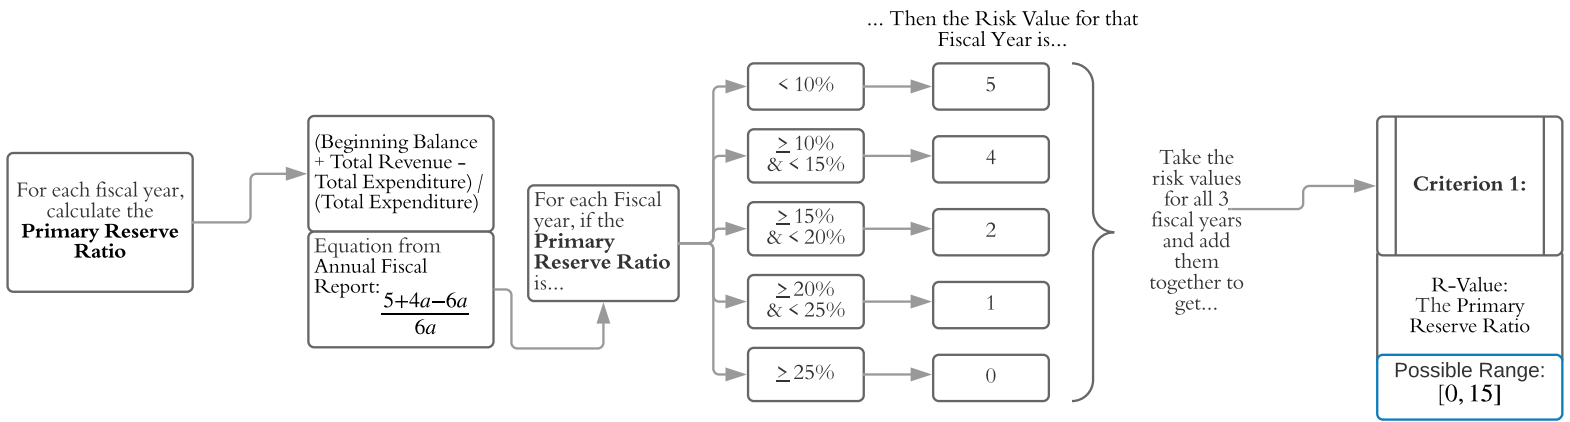 For each fiscal year,
calculate the
Primary Reserve
Ratio
(Beginning Balance
+ Total Revenue -
Total Expenditure) /
(Total Expenditure)
Equation from
Annual Fiscal
Report:
5+4a−6a
6a
For each Fiscal
year, if the
Primary
Reserve Ratio
is...
... Then the Risk Value for that
Fiscal Year is...
< 10%
5
≥ 10%
& < 15%
4
≥ 15%
& < 20%
2
≥ 20%
& < 25%
1
≥ 25%
0
Take the
risk values
for all 3
fiscal years
and add
them
together to
get...
Criterion 1:
R-Value:
The Primary
Reserve Ratio
Possible Range:
[0, 15]